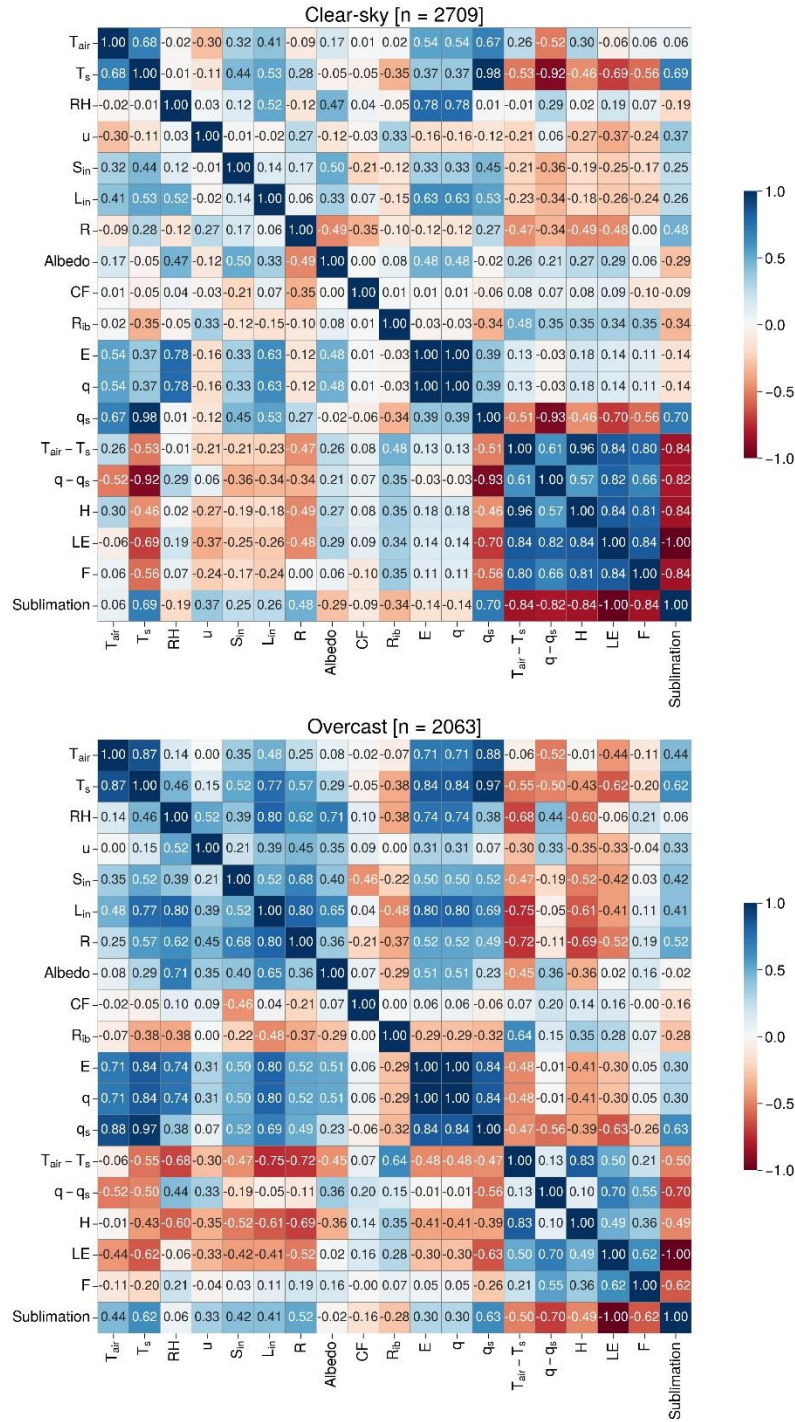 Clear-sky [n = 2709]
T_air 1.00 0.68 -0.02 -0.30 0.32 0.41 -0.09 0.17 0.01 0.02 0.54 0.54 0.67 0.26 -0.52 0.30 -0.06 0.06 0.06
T_s 0.68 1.00 -0.01 -0.11 0.44 0.53 0.28 -0.05 -0.05 -0.35 0.37 0.37 0.98 -0.53 -0.92 -0.46 -0.69 -0.56 0.69
RH -0.02 -0.01 1.00 0.03 0.12 0.52 -0.12 0.47 0.04 -0.05 0.78 0.78 0.01 -0.01 0.29 0.02 0.19 0.07 -0.19
u -0.30 -0.11 0.03 1.00 -0.01 -0.02 0.27 -0.12 -0.03 0.33 -0.16 -0.16 -0.12 -0.21 0.06 -0.27 -0.37 -0.24 0.37
S_in 0.32 0.44 0.12 -0.01 1.00 0.14 0.17 0.50 -0.21 -0.12 0.33 0.33 0.45 -0.21 -0.36 -0.19 -0.25 -0.17 0.25
L_in 0.41 0.53 0.52 -0.02 0.14 1.00 0.06 0.33 0.07 -0.15 0.63 0.63 0.53 -0.23 -0.34 -0.18 -0.26 -0.24 0.26
R -0.09 0.28 -0.12 0.27 0.17 0.06 1.00 -0.49 -0.35 -0.10 -0.12 -0.12 0.27 -0.47 -0.34 -0.49 -0.48 0.00 0.48
Albedo 0.17 -0.05 0.47 -0.12 0.50 0.33 -0.49 1.00 0.00 0.08 0.48 0.48 -0.02 0.26 0.21 0.27 0.29 0.06 -0.29
CF 0.01 -0.05 0.04 -0.03 -0.21 0.07 -0.35 0.00 1.00 0.01 0.01 0.01 -0.06 0.08 0.07 0.08 0.09 -0.10 -0.09
R_ib 0.02 -0.35 -0.05 0.33 -0.12 -0.15 -0.10 0.08 0.01 1.00 -0.03 -0.03 -0.34 0.48 0.35 0.35 0.34 0.35 -0.34
E 0.54 0.37 0.78 -0.16 0.33 0.63 -0.12 0.48 0.01 -0.03 1.00 1.00 0.39 0.13 -0.03 0.18 0.14 0.11 -0.14
q 0.54 0.37 0.78 -0.16 0.33 0.63 -0.12 0.48 0.01 -0.03 1.00 1.00 0.39 0.13 -0.03 0.18 0.14 0.11 -0.14
q_s 0.67 0.98 0.01 -0.12 0.45 0.53 0.27 -0.02 -0.06 -0.34 0.39 0.39 1.00 -0.51 -0.93 -0.46 -0.70 -0.56 0.70
T_air − T_s 0.26 -0.53 -0.01 -0.21 -0.21 -0.23 -0.47 0.26 0.08 0.48 0.13 0.13 -0.51 1.00 0.61 0.96 0.84 0.80 -0.84
q - q_s -0.52 -0.92 0.29 0.06 -0.36 -0.34 -0.34 0.21 0.07 0.35 -0.03 -0.03 -0.93 0.61 1.00 0.57 0.82 0.66 -0.82
H 0.30 -0.46 0.02 -0.27 -0.19 -0.18 -0.49 0.27 0.08 0.35 0.18 0.18 -0.46 0.96 0.57 1.00 0.84 0.81 -0.84
LE -0.06 -0.69 0.19 -0.37 -0.25 -0.26 -0.48 0.29 0.09 0.34 0.14 0.14 -0.70 0.84 0.82 0.84 1.00 0.84 -1.00
F 0.06 -0.56 0.07 -0.24 -0.17 -0.24 0.00 0.06 -0.10 0.35 0.11 0.11 -0.56 0.80 0.66 0.81 0.84 1.00 -0.84
Sublimation 0.06 0.69 -0.19 0.37 0.25 0.26 0.48 -0.29 -0.09 -0.34 -0.14 -0.14 0.70 -0.84 -0.82 -0.84 -1.00 -0.84 1.00
T_air T_s RH u S_in L_in R Albedo CF R_ib E q q_s T_air − T_s q - q_s H LE F Sublimation
1.0
0.5
0.0
−0.5
−1.0
Overcast [n = 2063]
T_air 1.00 0.87 0.14 0.00 0.35 0.48 0.25 0.08 -0.02 -0.07 0.71 0.71 0.88 -0.06 -0.52 -0.01 -0.44 -0.11 0.44
T_s 0.87 1.00 0.46 0.15 0.52 0.77 0.57 0.29 -0.05 -0.38 0.84 0.84 0.97 -0.55 -0.50 -0.43 -0.62 -0.20 0.62
RH 0.14 0.46 1.00 0.52 0.39 0.80 0.62 0.71 0.10 -0.38 0.74 0.74 0.38 -0.68 0.44 -0.60 -0.06 0.21 0.06
u 0.00 0.15 0.52 1.00 0.21 0.39 0.45 0.35 0.09 0.00 0.31 0.31 0.07 -0.30 0.33 -0.35 -0.33 -0.04 0.33
S_in 0.35 0.52 0.39 0.21 1.00 0.52 0.68 0.40 -0.46 -0.22 0.50 0.50 0.52 -0.47 -0.19 -0.52 -0.42 0.03 0.42
L_in 0.48 0.77 0.80 0.39 0.52 1.00 0.80 0.65 0.04 -0.48 0.80 0.80 0.69 -0.75 -0.05 -0.61 -0.41 0.11 0.41
R 0.25 0.57 0.62 0.45 0.68 0.80 1.00 0.36 -0.21 -0.37 0.52 0.52 0.49 -0.72 -0.11 -0.69 -0.52 0.19 0.52
Albedo 0.08 0.29 0.71 0.35 0.40 0.65 0.36 1.00 0.07 -0.29 0.51 0.51 0.23 -0.45 0.36 -0.36 0.02 0.16 -0.02
CF -0.02 -0.05 0.10 0.09 -0.46 0.04 -0.21 0.07 1.00 0.00 0.06 0.06 -0.06 0.07 0.20 0.14 0.16 -0.00 -0.16
R_ib -0.07 -0.38 -0.38 0.00 -0.22 -0.48 -0.37 -0.29 0.00 1.00 -0.29 -0.29 -0.32 0.64 0.15 0.35 0.28 0.07 -0.28
E 0.71 0.84 0.74 0.31 0.50 0.80 0.52 0.51 0.06 -0.29 1.00 1.00 0.84 -0.48 -0.01 -0.41 -0.30 0.05 0.30
q 0.71 0.84 0.74 0.31 0.50 0.80 0.52 0.51 0.06 -0.29 1.00 1.00 0.84 -0.48 -0.01 -0.41 -0.30 0.05 0.30
q_s 0.88 0.97 0.38 0.07 0.52 0.69 0.49 0.23 -0.06 -0.32 0.84 0.84 1.00 -0.47 -0.56 -0.39 -0.63 -0.26 0.63
T_air − T_s -0.06 -0.55 -0.68 -0.30 -0.47 -0.75 -0.72 -0.45 0.07 0.64 -0.48 -0.48 -0.47 1.00 0.13 0.83 0.50 0.21 -0.50
q − q_s -0.52 -0.50 0.44 0.33 -0.19 -0.05 -0.11 0.36 0.20 0.15 -0.01 -0.01 -0.56 0.13 1.00 0.10 0.70 0.55 -0.70
H -0.01 -0.43 -0.60 -0.35 -0.52 -0.61 -0.69 -0.36 0.14 0.35 -0.41 -0.41 -0.39 0.83 0.10 1.00 0.49 0.36 -0.49
LE -0.44 -0.62 -0.06 -0.33 -0.42 -0.41 -0.52 0.02 0.16 0.28 -0.30 -0.30 -0.63 0.50 0.70 0.49 1.00 0.62 -1.00
F -0.11 -0.20 0.21 -0.04 0.03 0.11 0.19 0.16 -0.00 0.07 0.05 0.05 -0.26 0.21 0.55 0.36 0.62 1.00 -0.62
Sublimation 0.44 0.62 0.06 0.33 0.42 0.41 0.52 -0.02 -0.16 -0.28 0.30 0.30 0.63 -0.50 -0.70 -0.49 -1.00 -0.62 1.00
T_air T_s RH u S_in L_in R Albedo CF R_ib E q q_s T_air − T_s q − q_s H LE F Sublimation
1.0
0.5
0.0
−0.5
−1.0